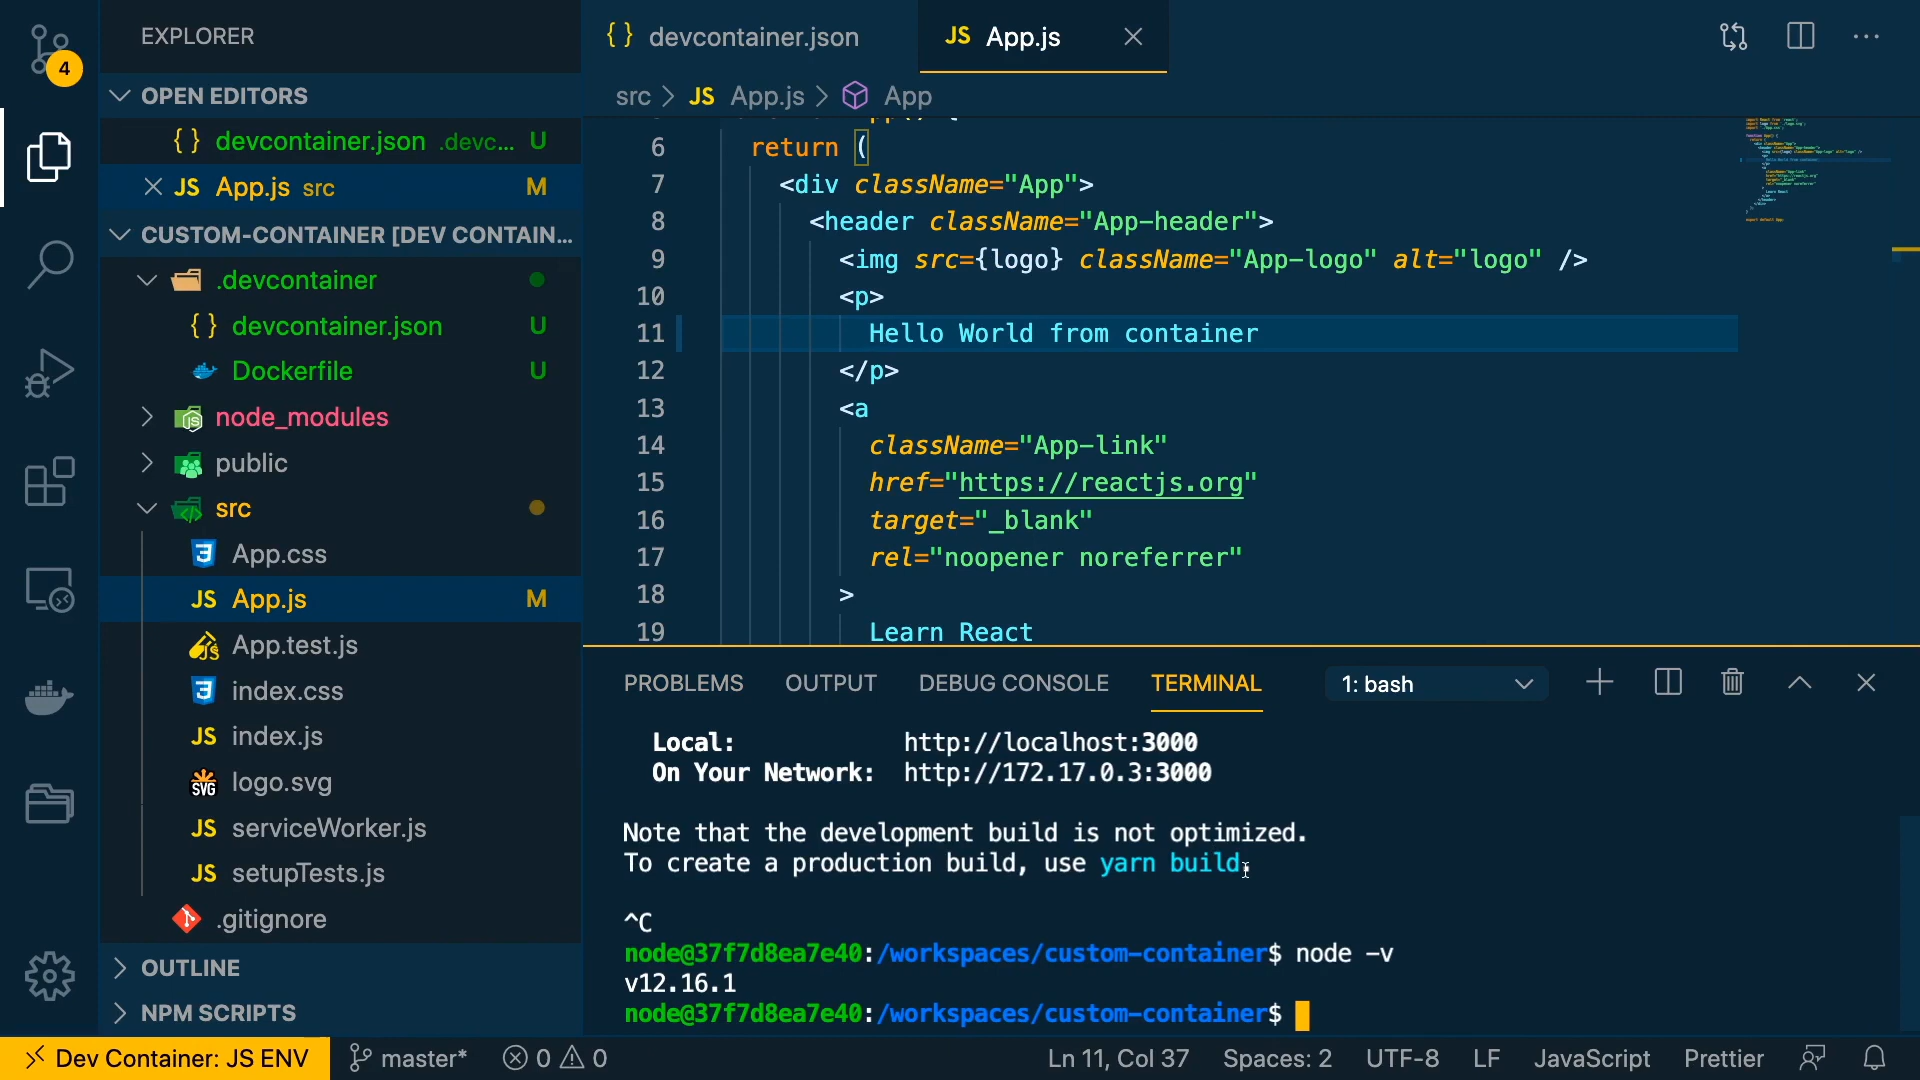 4
EXPLORER
OPEN EDITORS
{ } devcontainer.json .devc... U
JS App.js src M
CUSTOM-CONTAINER [DEV CONTAIN...
.devcontainer
{ } devcontainer.json U
Dockerfile U
node_modules
public
src
App.css
JS App.js M
App.test.js
index.css
JS index.js
SVG logo.svg
JS serviceWorker.js
JS setupTests.js
.gitignore
OUTLINE
NPM SCRIPTS
{ } devcontainer.json
JS App.js
src > JS App.js > App
6 return (
7 <div className="App">
8 <header className="App-header">
9 <img src={logo} className="App-logo" alt="logo" />
10 <p>
11 Hello World from container
12 </p>
13 <a
14 className="App-link"
15 href="https://reactjs.org"
16 target="_blank"
17 rel="noopener noreferrer"
18 >
19 Learn React
PROBLEMS OUTPUT DEBUG CONSOLE TERMINAL 1: bash
Local: http://localhost:3000
On Your Network: http://172.17.0.3:3000
Note that the development build is not optimized.
To create a production build, use yarn build.
^C
node@37f7d8ea7e40:/workspaces/custom-container$ node -v
v12.16.1
node@37f7d8ea7e40:/workspaces/custom-container$
Dev Container: JS ENV master* 0 0 Ln 11, Col 37 Spaces: 2 UTF-8 LF JavaScript Prettier